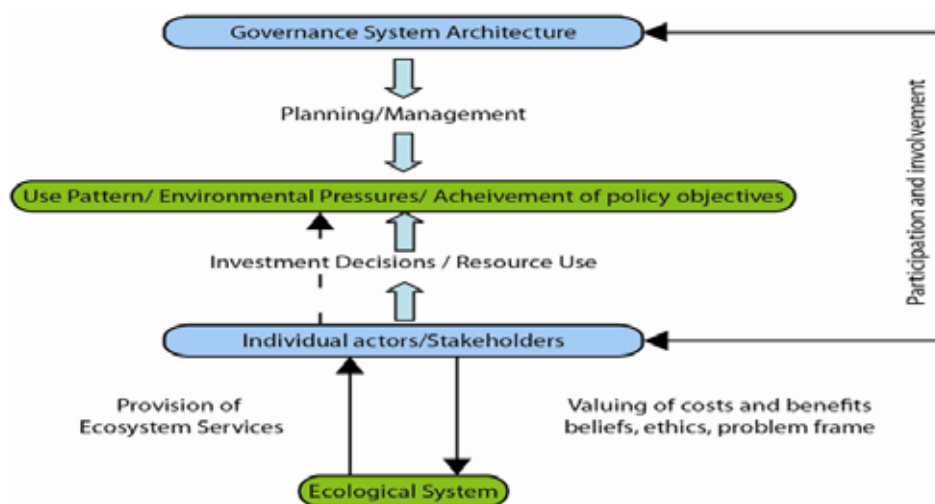 Governance System Architecture
Planning/Management
Use Pattern/ Environmental Pressures/ Acheivement of policy objectives
Investment Decisions / Resource Use
Individual actors/Stakeholders
Provision of
Ecosystem Services
Valuing of costs and benefits
beliefs, ethics, problem frame
Ecological System
Participation and involvement